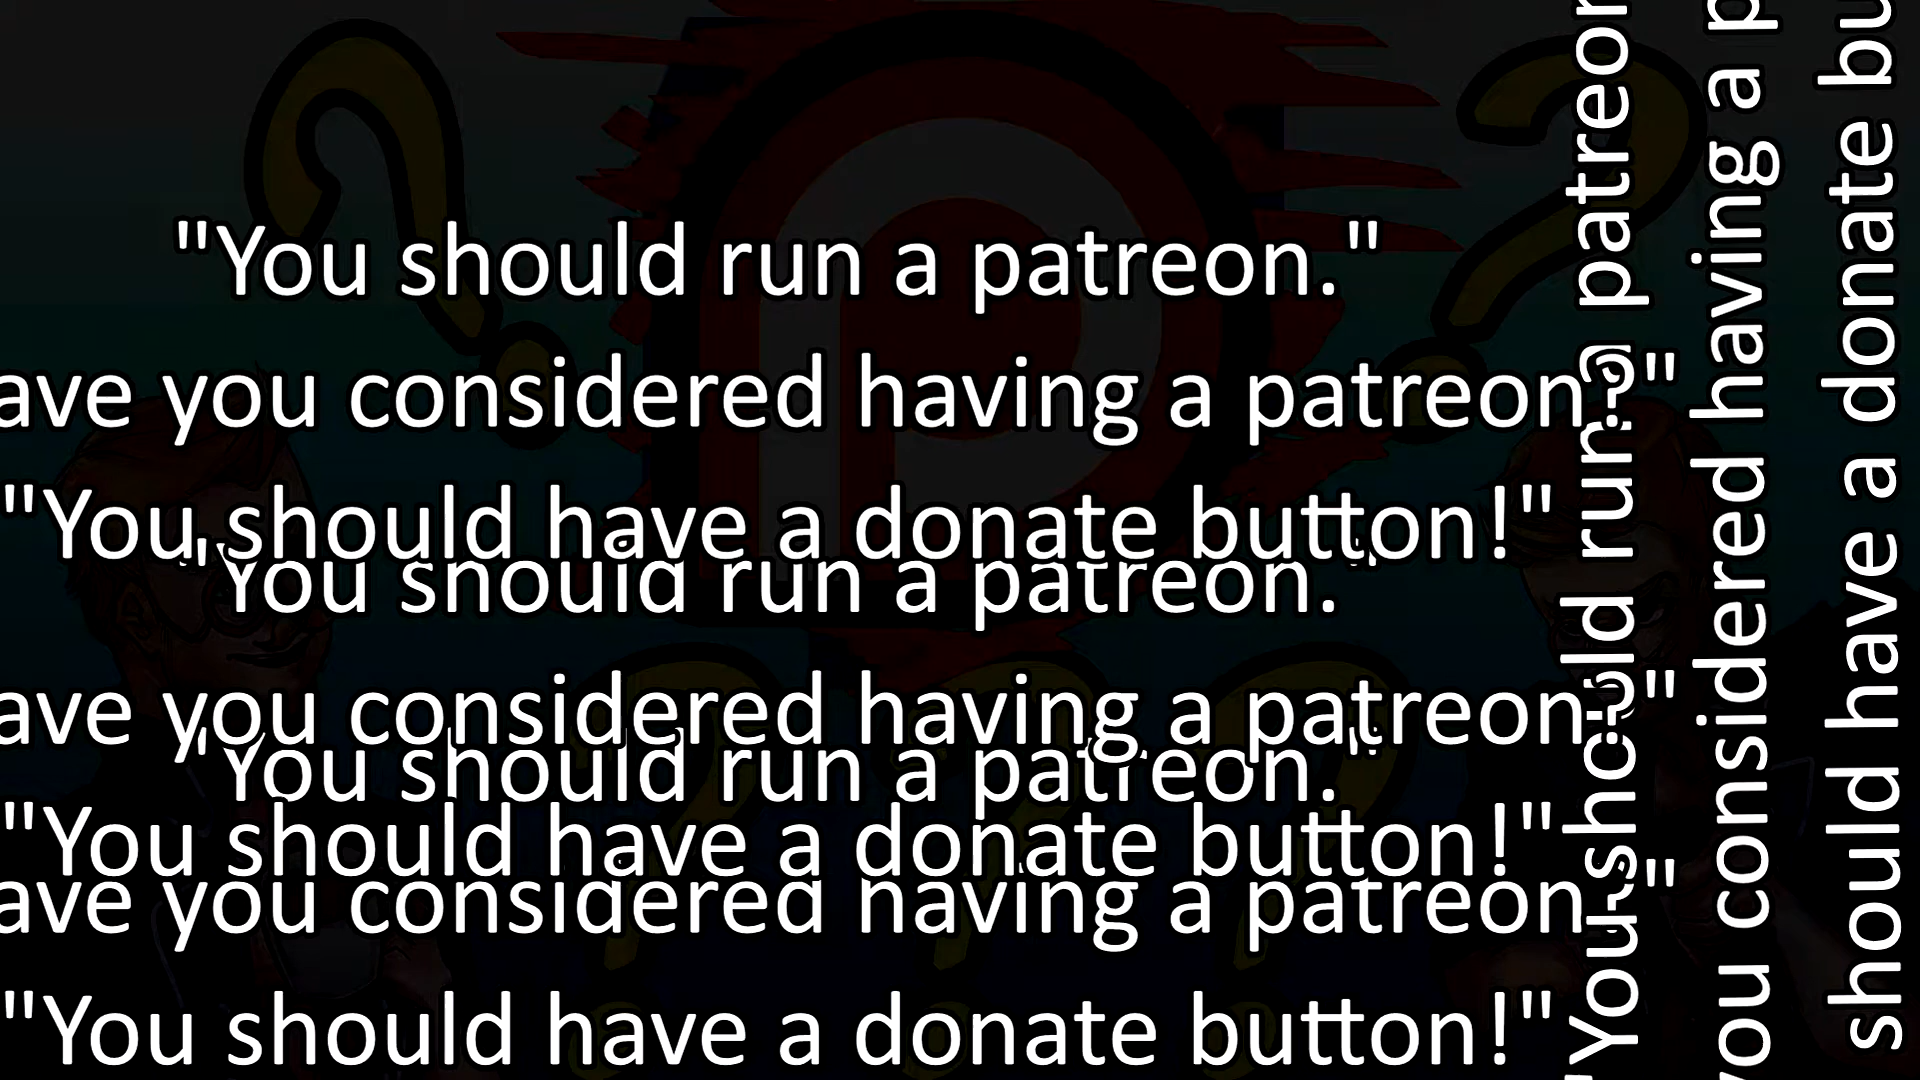 "You should run a patreon."
ave you considered having a patreon?"
"You should have a donate button!"
"You should run a patreon."
ave you considered having a patreon?"
"You should run a patreon."
"You should have a donate button!"
ave you considered having a patreon?"
"You should have a donate button!"
"You should run a patreon
you considered having a p
should have a donate bu